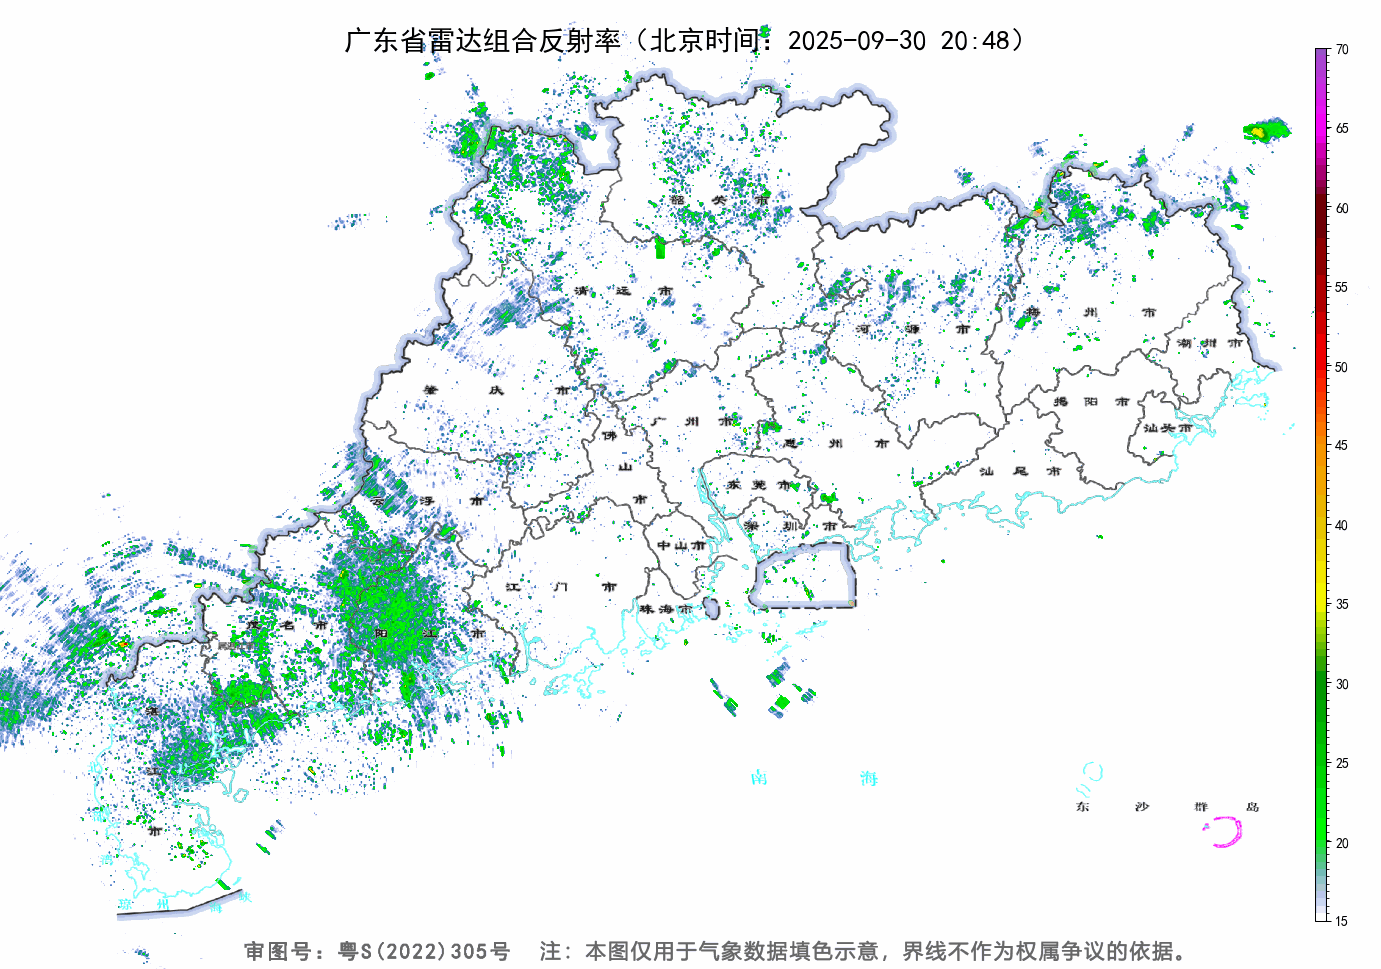 广东省雷达组合反射率（北京时间：2025-09-30 20:48）
70
65
60
55
50
45
40
35
30
25
20
15
韶关市
清远市
河源市
梅州市
潮州市
肇庆市
广州市
佛山市
惠州市
揭阳市
汕头市
汕尾市
云浮市
东莞市
深圳市
中山市
江门市
珠海市
茂名市
阳江市
湛江市
南海
东沙群岛
琼州海峡
审图号：粤S(2022)305号 注：本图仅用于气象数据填色示意，界线不作为权属争议的依据。